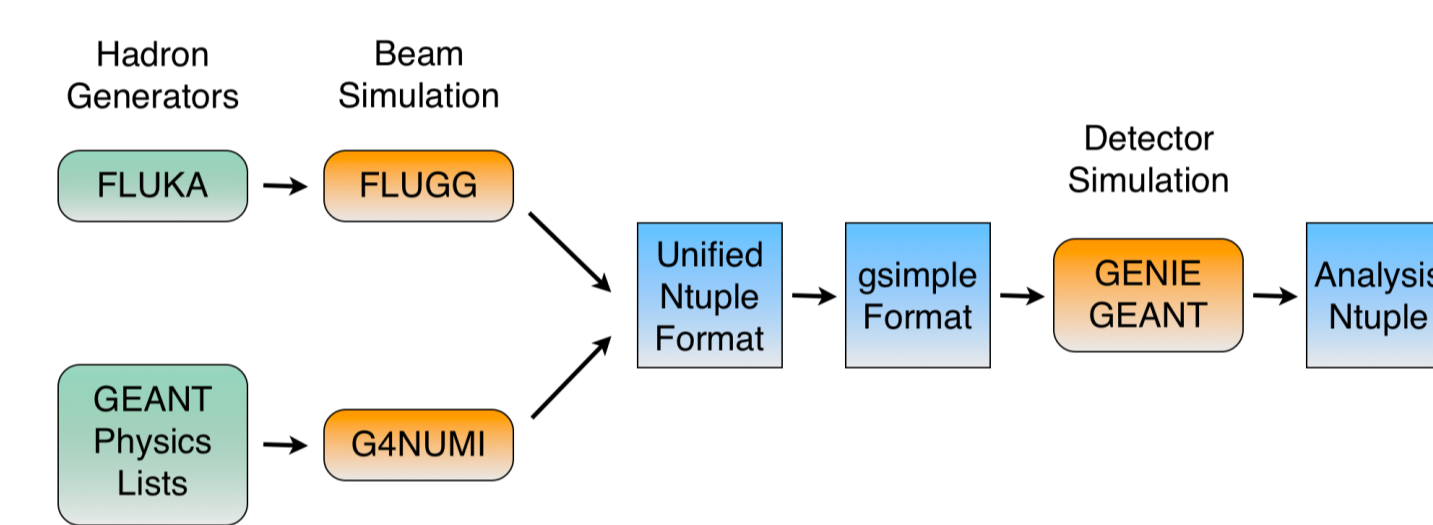 Hadron
Generators
Beam
Simulation
FLUKA
FLUGG
GEANT
Physics
Lists
G4NUMI
Unified
Ntuple
Format
gsimple
Format
Detector
Simulation
GENIE
GEANT
Analysis
Ntuple